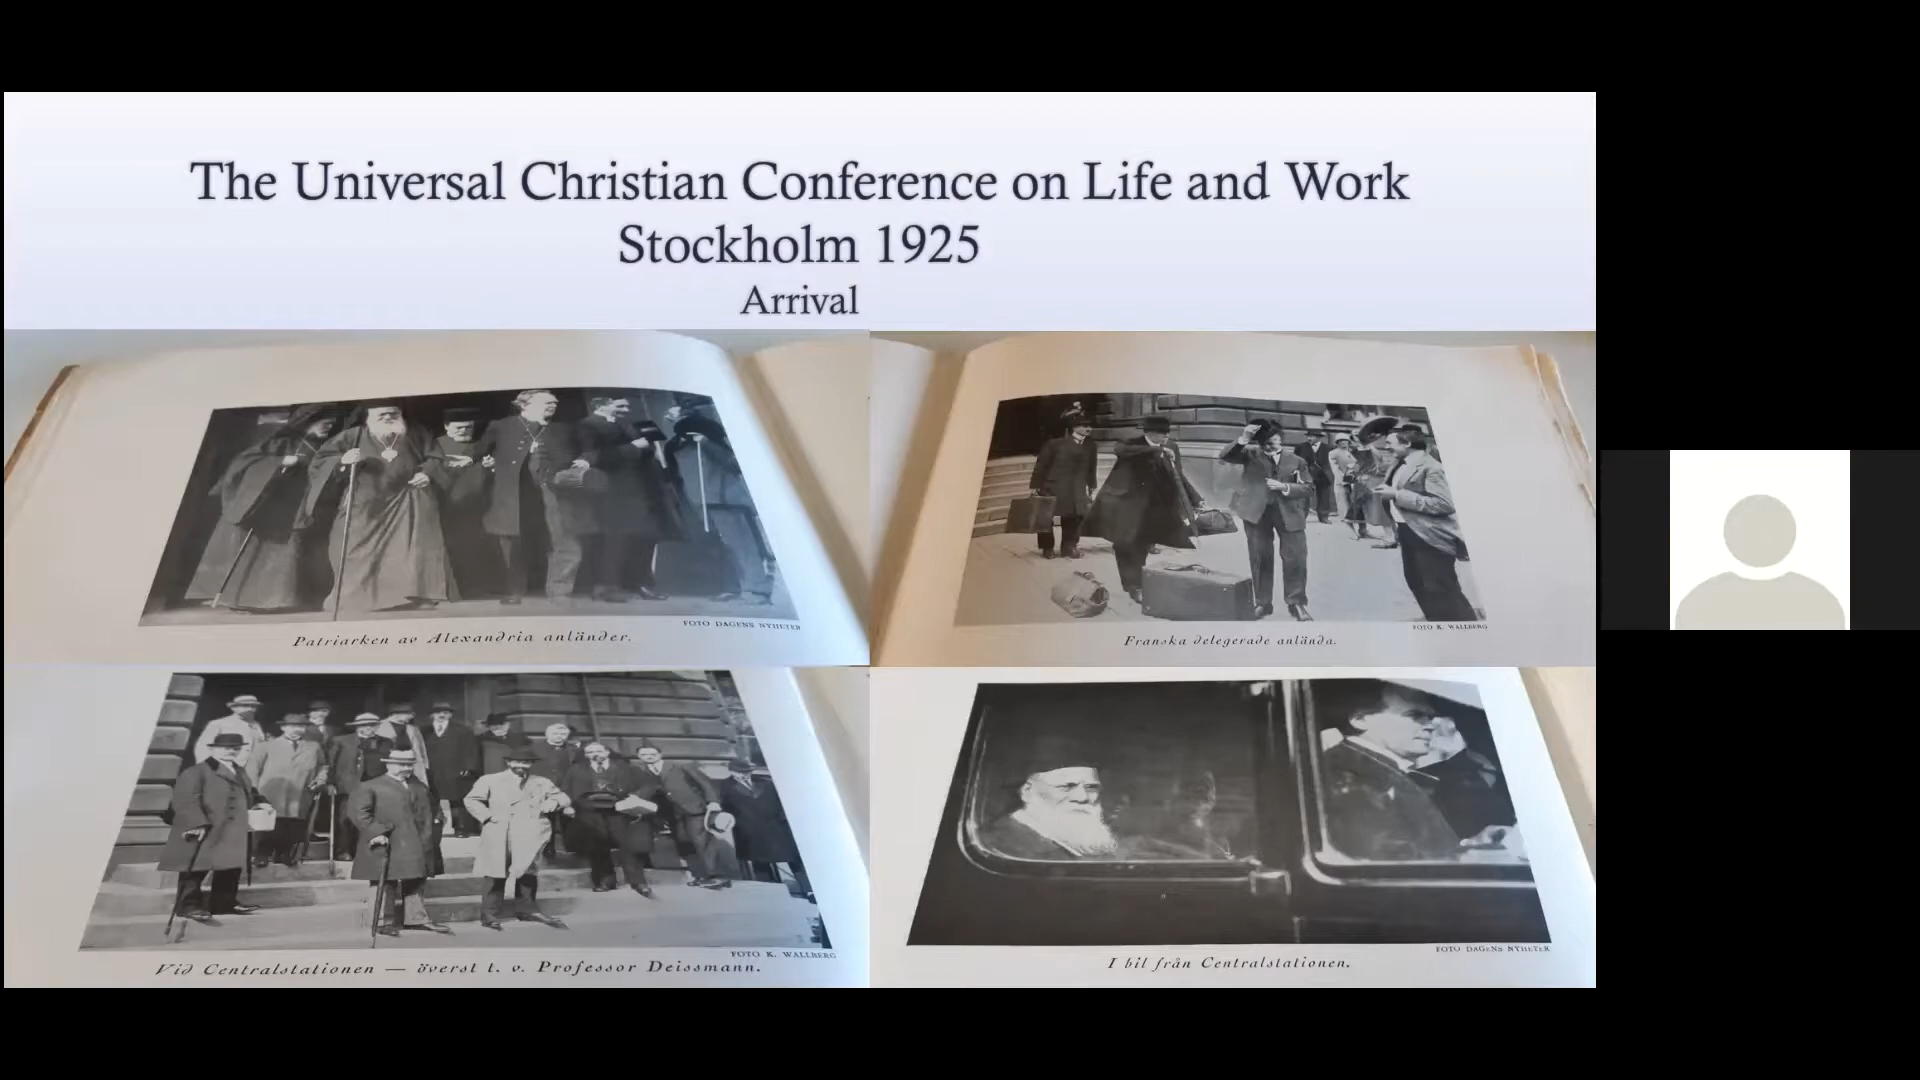 The Universal Christian Conference on Life and Work
Stockholm 1925
Arrival
FOTO DAGENS NYHETER
Patriarken av Alexandria anländer.
FOTO K. WALLBERG
Franska delegerade anlända.
FOTO K. WALLBERG
Vid Centralstationen — överst t. v. Professor Deissmann.
FOTO DAGENS NYHETER
I bil från Centralstationen.